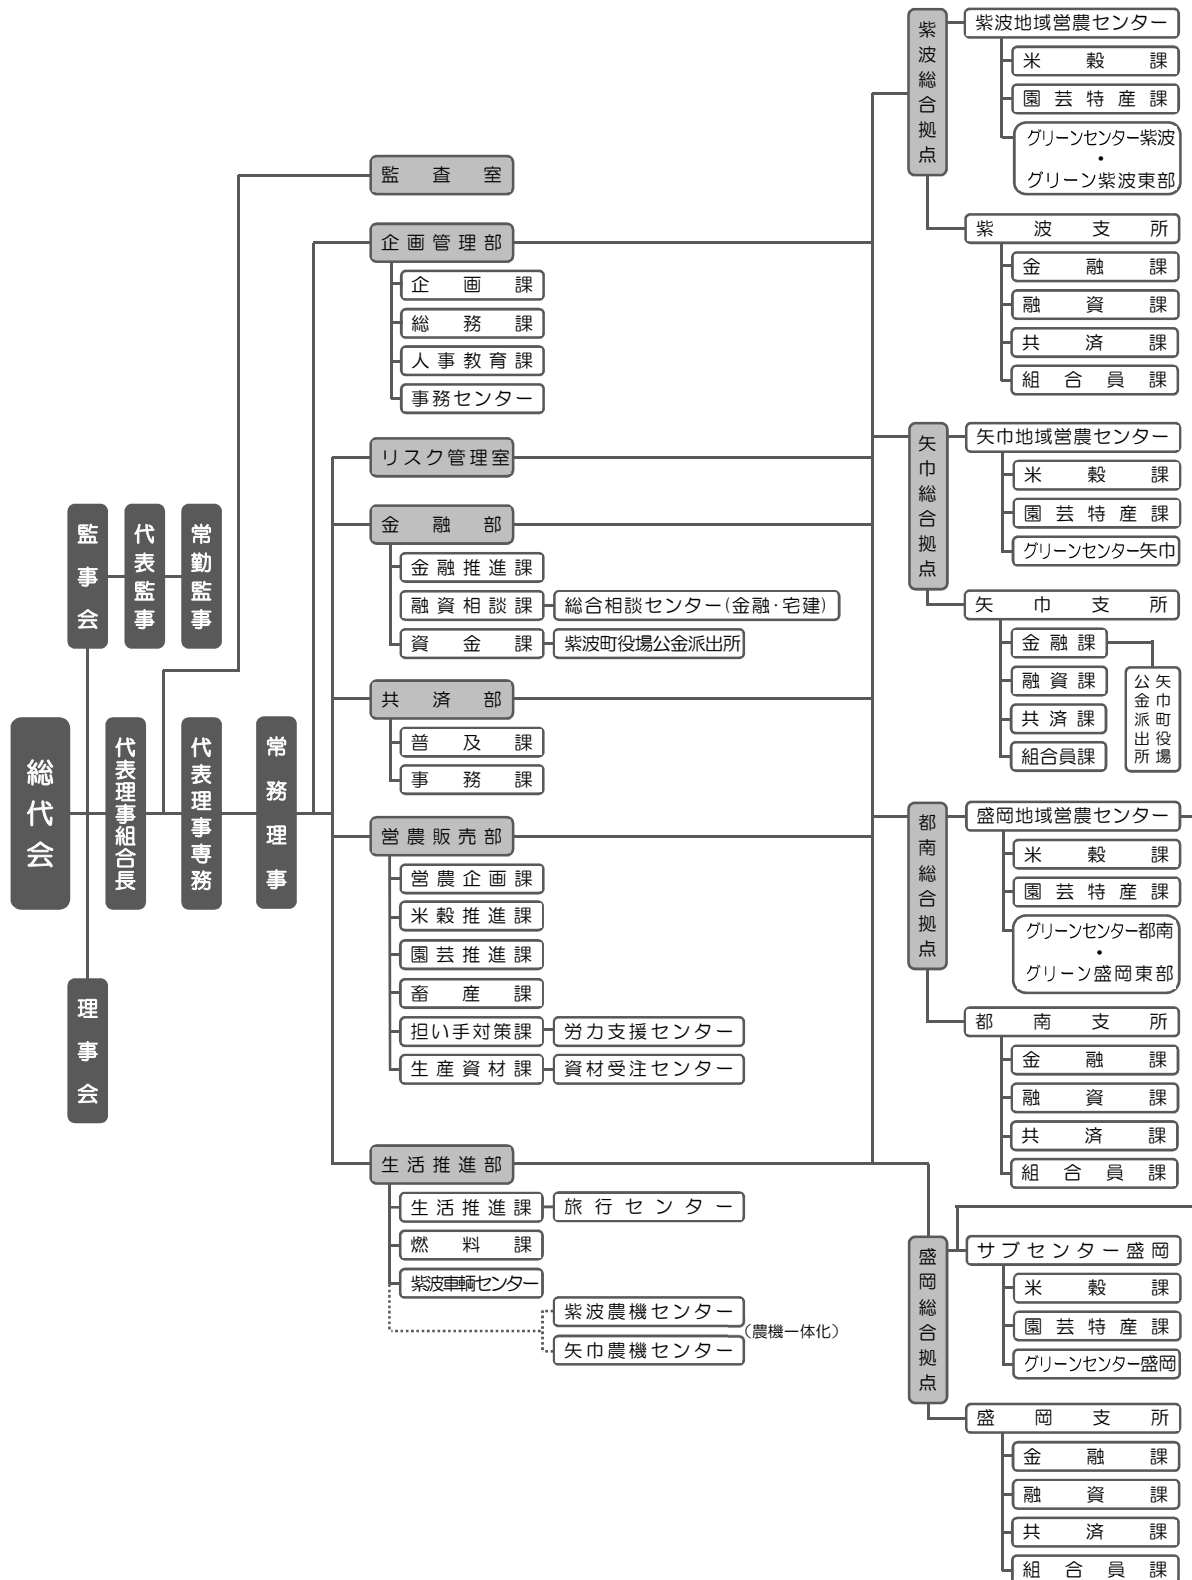 総代会
監事会
代表監事
常勤監事
理事会
代表理事組合長
代表理事専務
常務理事
監査室
企画管理部
企画課
総務課
人事教育課
事務センター
リスク管理室
金融部
金融推進課
融資相談課
総合相談センター(金融・宅建)
資金課
紫波町役場公金派出所
共済部
普及課
事務課
営農販売部
営農企画課
米穀推進課
園芸推進課
畜産課
担い手対策課
労力支援センター
生産資材課
資材受注センター
生活推進部
生活推進課
旅行センター
燃料課
紫波車輌センター
紫波農機センター
矢巾農機センター
(農機一体化)
紫波総合拠点
紫波地域営農センター
米穀課
園芸特産課
グリーンセンター紫波
・
グリーン紫波東部
紫波支所
金融課
融資課
共済課
組合員課
矢巾総合拠点
矢巾地域営農センター
米穀課
園芸特産課
グリーンセンター矢巾
矢巾支所
金融課
矢巾町役場
公金派出所
融資課
共済課
組合員課
都南総合拠点
盛岡地域営農センター
米穀課
園芸特産課
グリーンセンター都南
・
グリーン盛岡東部
都南支所
金融課
融資課
共済課
組合員課
盛岡総合拠点
サブセンター盛岡
米穀課
園芸特産課
グリーンセンター盛岡
盛岡支所
金融課
融資課
共済課
組合員課